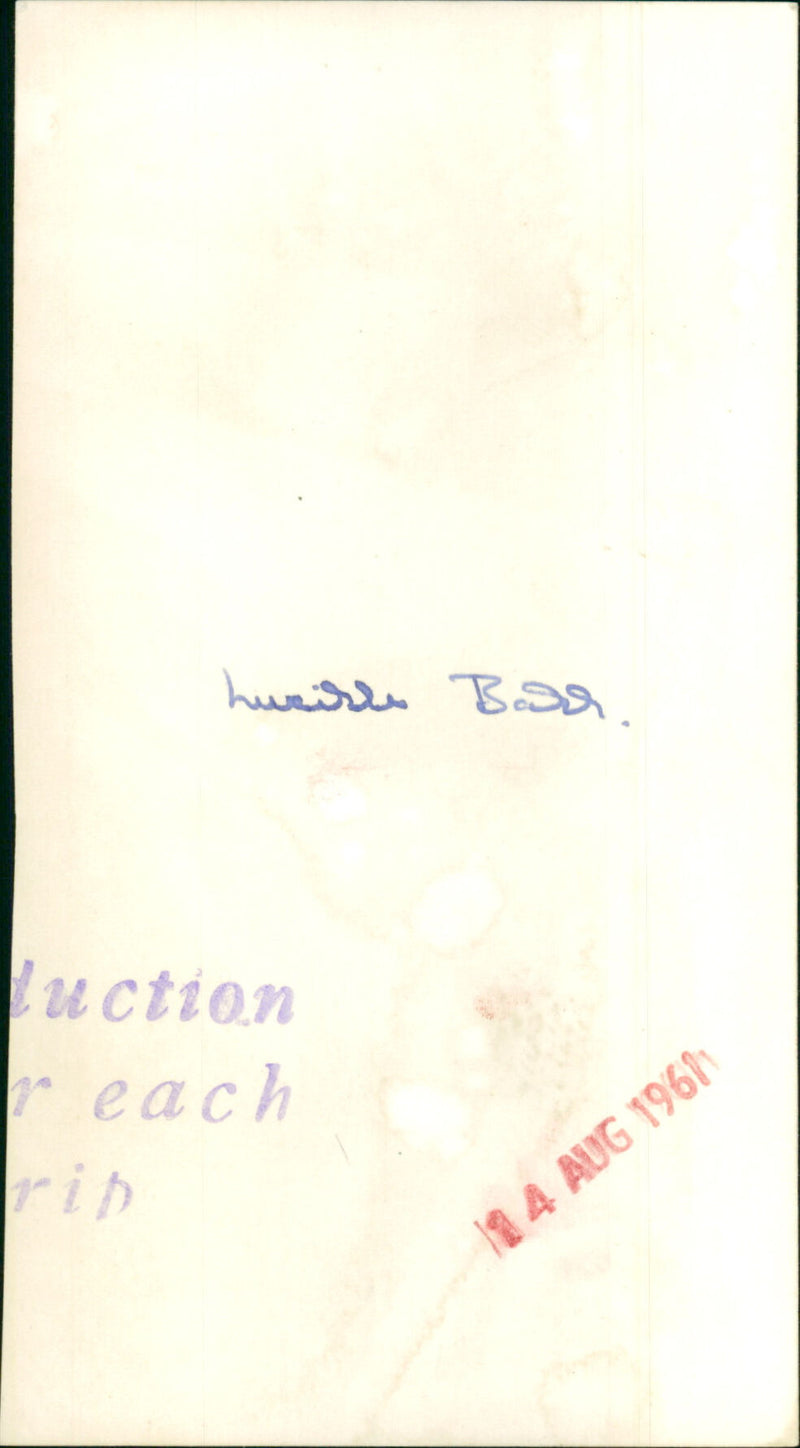 Lucille Ball.
duction
r each
rip
14 AUG 1961